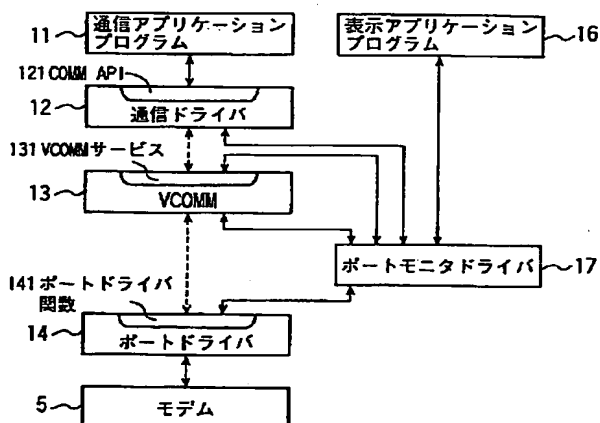 11 通信アプリケーション
プログラム
表示アプリケーション
プログラム 16
121 COMM API
12
通信ドライバ
131 VCOMMサービス
13
VCOMM
ポートモニタドライバ 17
141 ポートドライバ
関数
14
ポートドライバ
5
モデム